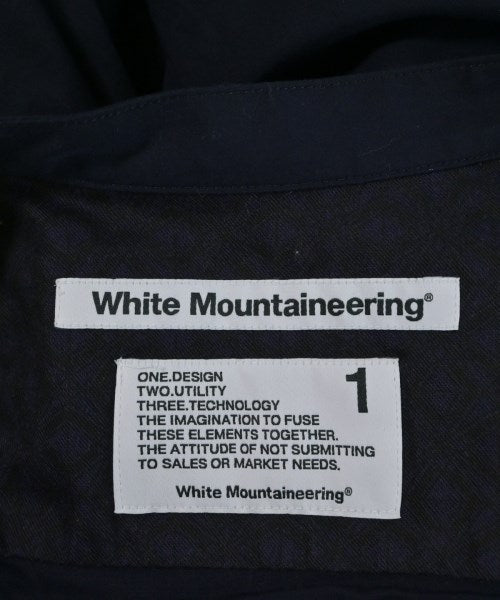 White Mountaineering®
1
ONE.DESIGN
TWO.UTILITY
THREE.TECHNOLOGY
THE IMAGINATION TO FUSE
THESE ELEMENTS TOGETHER.
THE ATTITUDE OF NOT SUBMITTING
TO SALES OR MARKET NEEDS.
White Mountaineering®